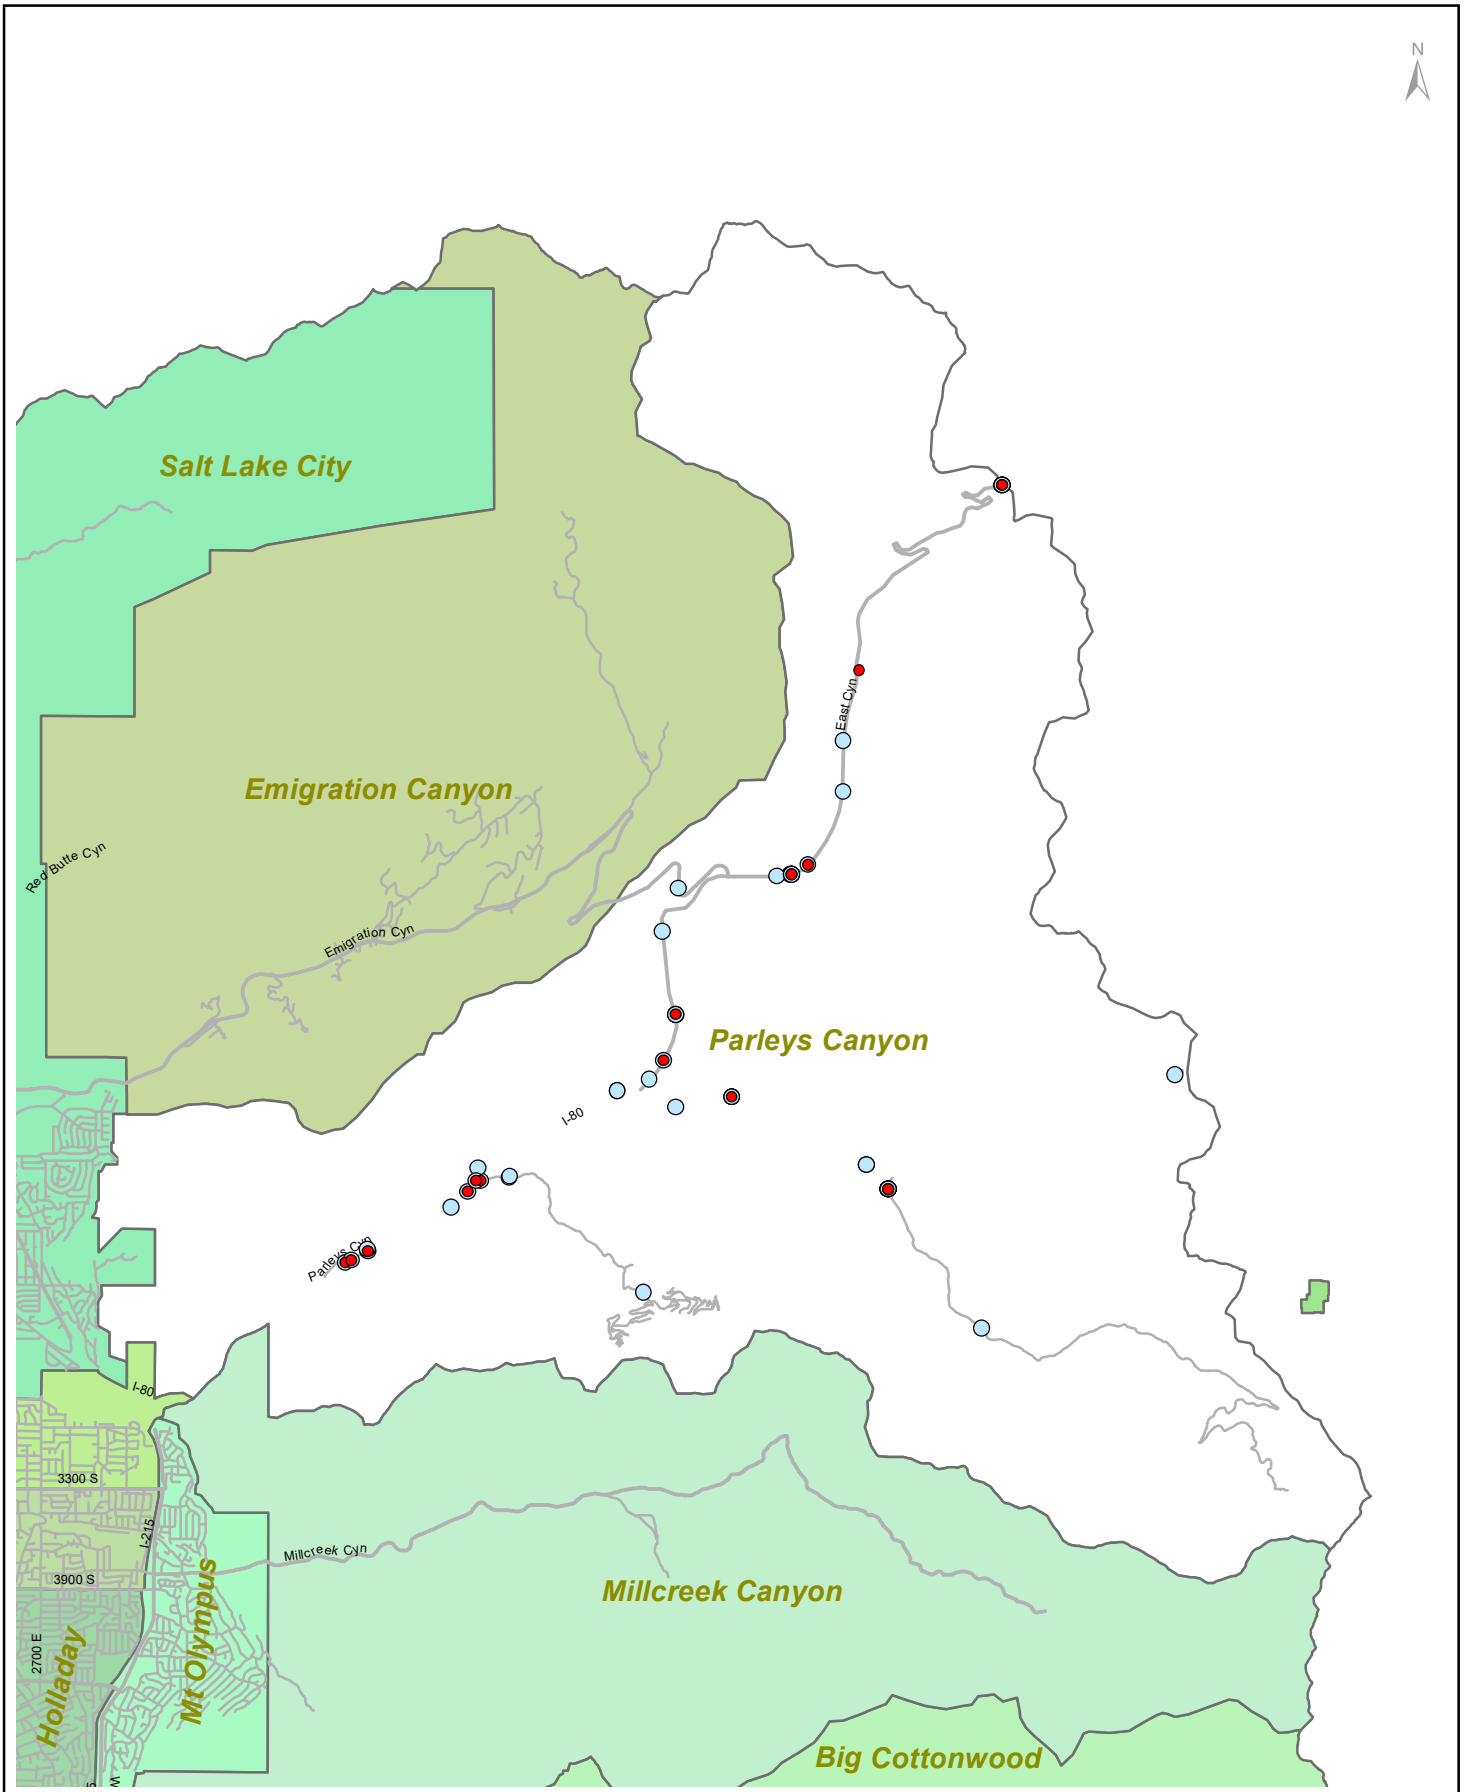 N
Salt Lake City
East Cyn
Emigration Canyon
Red Butte Cyn
Emigration Cyn
Parleys Canyon
I-80
Parleys Cyn
I-80
3300 S
I-215
Millcreek Cyn
3900 S
Millcreek Canyon
Mt Olympus
2700 E
Holladay
Big Cottonwood